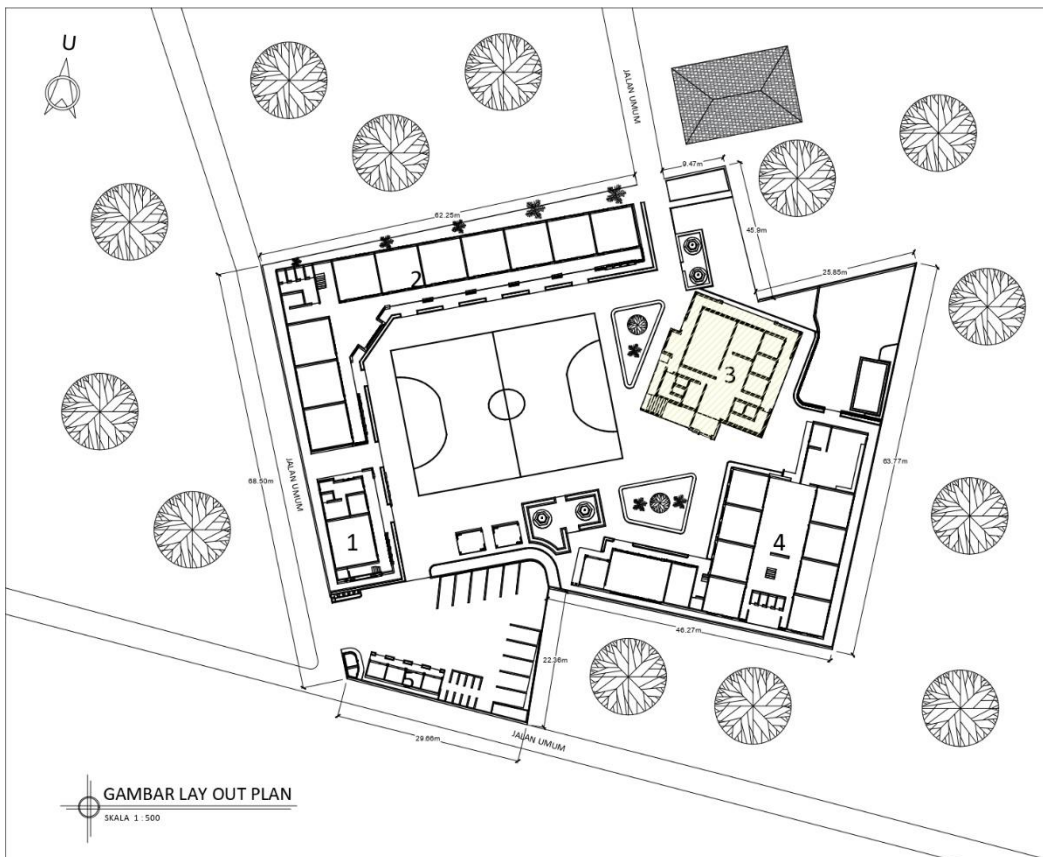 U
JALAN UMUM
9.47m
62.25m
45.9m
25.85m
2
3
68.50m
JALAN UMUM
63.77m
1
4
46.27m
22.36m
5
29.66m
JALAN UMUM
GAMBAR LAY OUT PLAN
SKALA 1 : 500